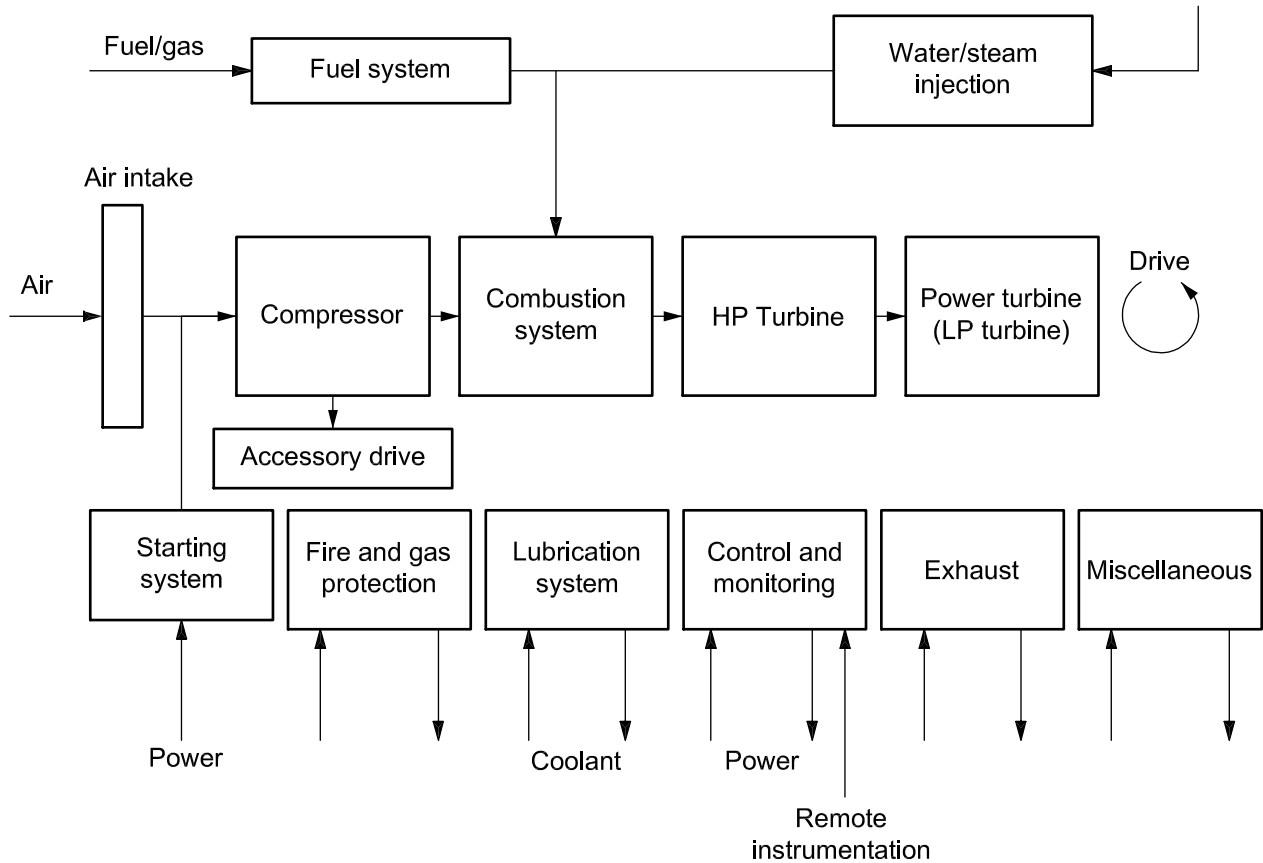 Fuel/gas
Fuel system
Water/steam
injection
Air intake
Air
Compressor
Combustion
system
HP Turbine
Power turbine
(LP turbine)
Drive
Accessory drive
Starting
system
Fire and gas
protection
Lubrication
system
Control and
monitoring
Exhaust
Miscellaneous
Power
Coolant
Power
Remote
instrumentation